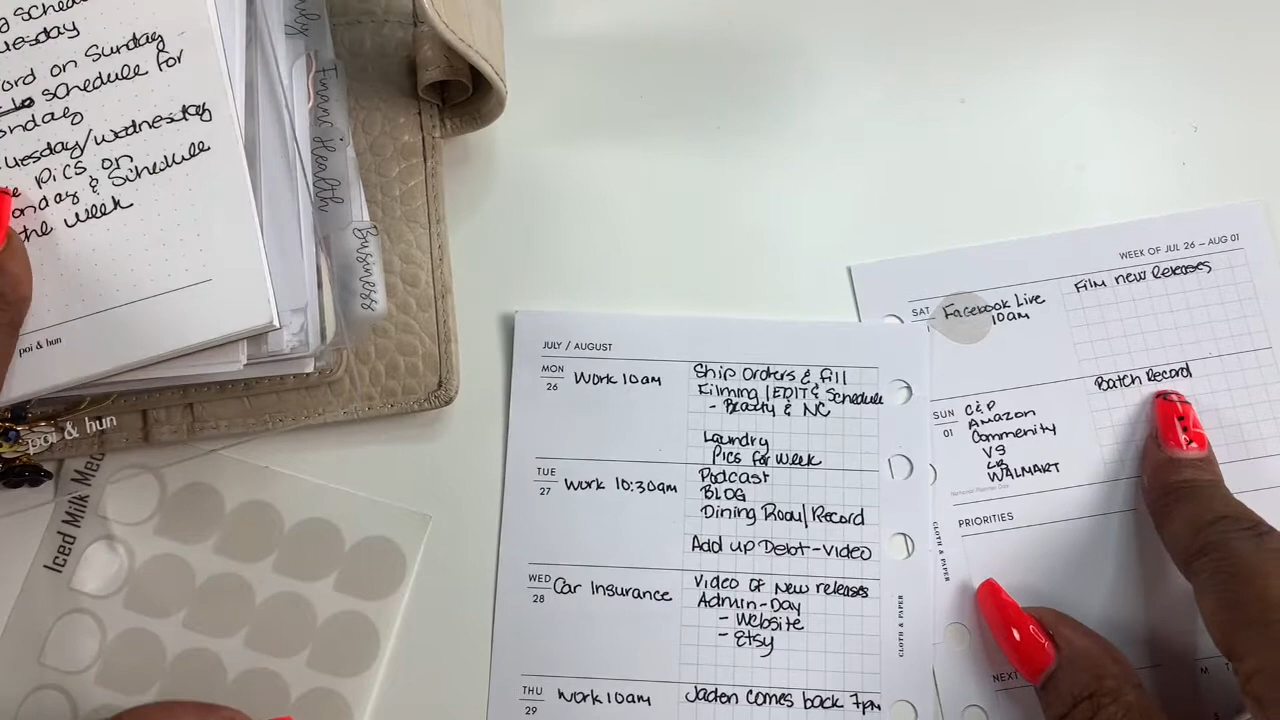 uesday
ord on Sunday
schedule for
onday
uesday/wednesday
Pics on
onday & Schedule
the week
poi & hun
Financ Health
Business
poi & hun
Iced Milk Med
JULY / AUGUST
MON
26
Work 10am
Ship Orders & fill
Filming / EDIT & Schedule
- Beauty & NC
Laundry
Pics for week
TUE
27
Work 10:30am
Podcast
BLOG
Dining Room/Record
Add up Debt-video
WED
28
Car Insurance
Video of New releases
Admin-Day
- Website
- Etsy
THU
29
Work 10am
Jaden comes back 7pm
CLOTH & PAPER
WEEK OF JUL 26 – AUG 01
SAT
Facebook Live
10am
Film new Releases
SUN
01
C&P
Amazon
Commenity
VS
WALMART
Batch Record
PRIORITIES
CLOTH & PAPER
NEXT
M T